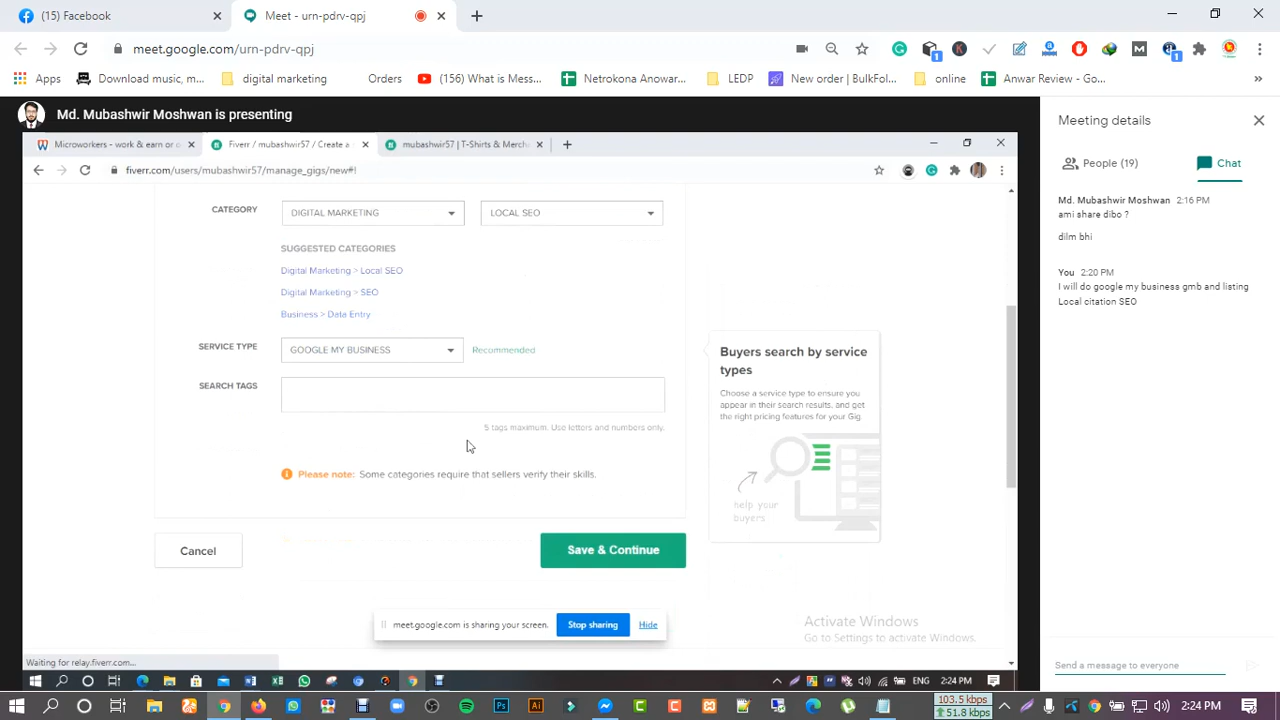 (15) Facebook
Meet - urn-pdrv-qpj
meet.google.com/urn-pdrv-qpj
Apps
Download music, m...
digital marketing
Orders
(156) What is Mess...
Netrokona Anowar...
LEDP
New order | BulkFol...
online
Anwar Review - Go...
Md. Mubashwir Moshwan is presenting
Microworkers - work & earn or o
Fiverr / mubashwir57 / Create a
mubashwir57 | T-Shirts & Merch
fiverr.com/users/mubashwir57/manage_gigs/new#!
CATEGORY
DIGITAL MARKETING
LOCAL SEO
SUGGESTED CATEGORIES
Digital Marketing > Local SEO
Digital Marketing > SEO
Business > Data Entry
SERVICE TYPE
GOOGLE MY BUSINESS
Recommended
SEARCH TAGS
5 tags maximum. Use letters and numbers only.
Please note: Some categories require that sellers verify their skills.
Cancel
Save & Continue
Buyers search by service
types
Choose a service type to ensure you
appear in their search results, and get
the right pricing features for your Gig.
help your
buyers
meet.google.com is sharing your screen.
Stop sharing
Hide
Activate Windows
Go to Settings to activate Windows.
Waiting for relay.fiverr.com...
ENG
2:24 PM
Meeting details
People (19)
Chat
Md. Mubashwir Moshwan 2:16 PM
ami share dibo ?
dilm bhi
You 2:20 PM
I will do google my business gmb and listing
Local citation SEO
Send a message to everyone
103.5 kbps
51.8 kbps
2:24 PM